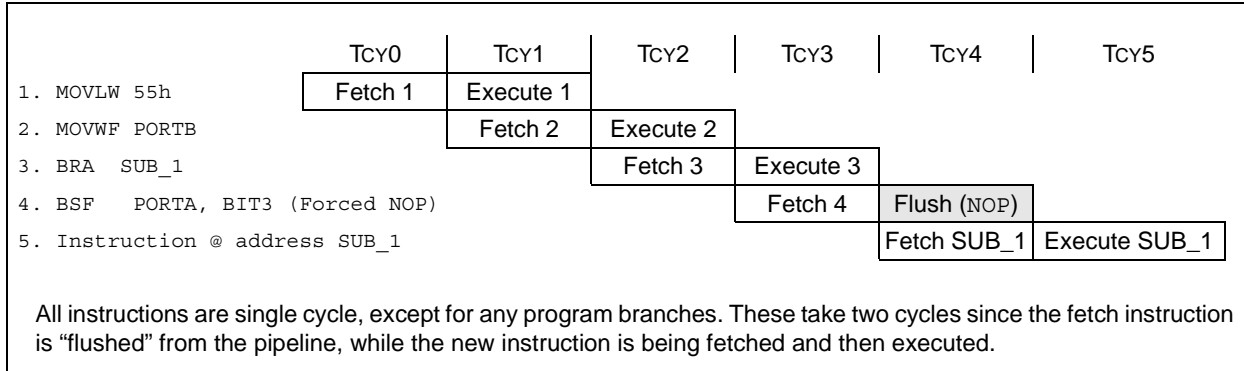 TCY0 TCY1 TCY2 TCY3 TCY4 TCY5
1. MOVLW 55h Fetch 1 Execute 1
2. MOVWF PORTB Fetch 2 Execute 2
3. BRA SUB_1 Fetch 3 Execute 3
4. BSF PORTA, BIT3 (Forced NOP) Fetch 4 Flush (NOP)
5. Instruction @ address SUB_1 Fetch SUB_1 Execute SUB_1
All instructions are single cycle, except for any program branches. These take two cycles since the fetch instruction
is “flushed” from the pipeline, while the new instruction is being fetched and then executed.